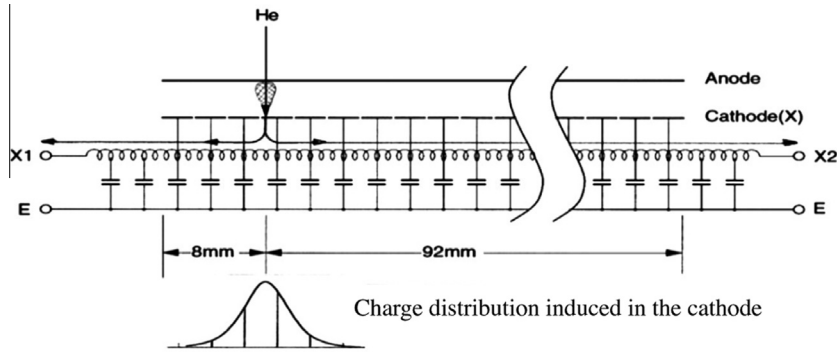 He
Anode
Cathode(X)
X1
X2
E
E
8mm
92mm
Charge distribution induced in the cathode